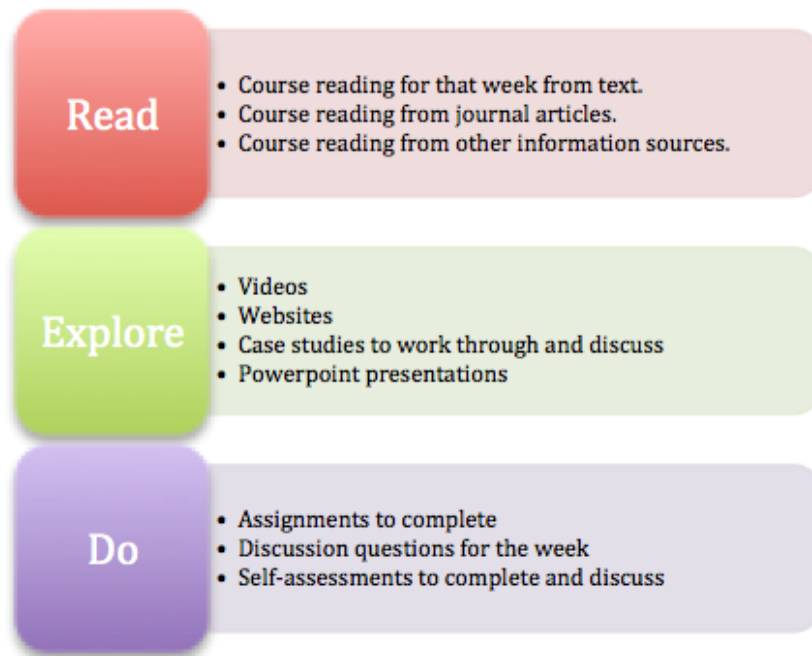 Read
• Course reading for that week from text.
• Course reading from journal articles.
• Course reading from other information sources.
Explore
• Videos
• Websites
• Case studies to work through and discuss
• Powerpoint presentations
Do
• Assignments to complete
• Discussion questions for the week
• Self-assessments to complete and discuss